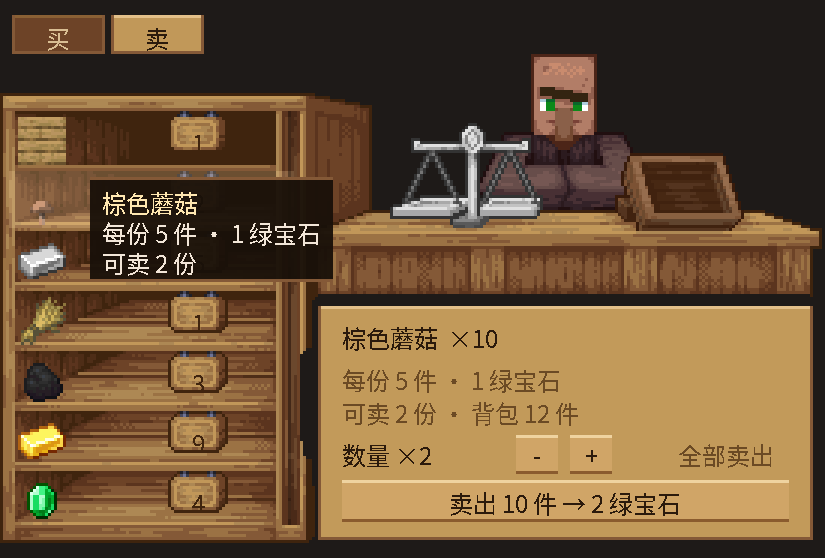 买
卖
1
棕色蘑菇
每份 5 件 · 1 绿宝石
可卖 2 份
1
3
9
4
棕色蘑菇 ×10
每份 5 件 · 1 绿宝石
可卖 2 份 · 背包 12 件
数量 ×2
-
+
全部卖出
卖出 10 件 → 2 绿宝石